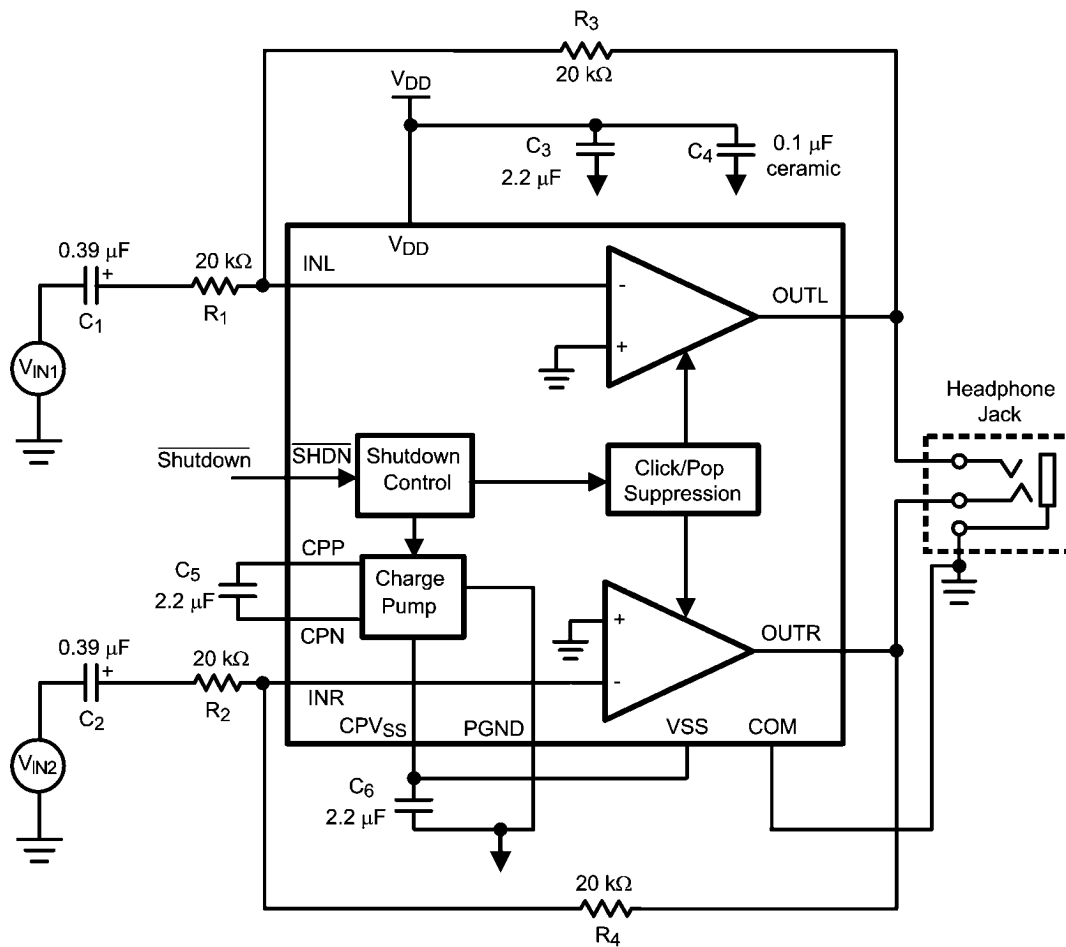 R3
20 kΩ
VDD
C3
2.2 μF
C4
0.1 μF
ceramic
VDD
0.39 μF
+
C1
20 kΩ
R1
INL
-
+
OUTL
VIN1
Headphone
Jack
Shutdown
SHDN
Shutdown
Control
Click/Pop
Suppression
CPP
C5
2.2 μF
CPN
Charge
Pump
+
-
OUTR
0.39 μF
+
C2
20 kΩ
R2
INR
CPVSS
PGND
VSS
COM
VIN2
C6
2.2 μF
20 kΩ
R4